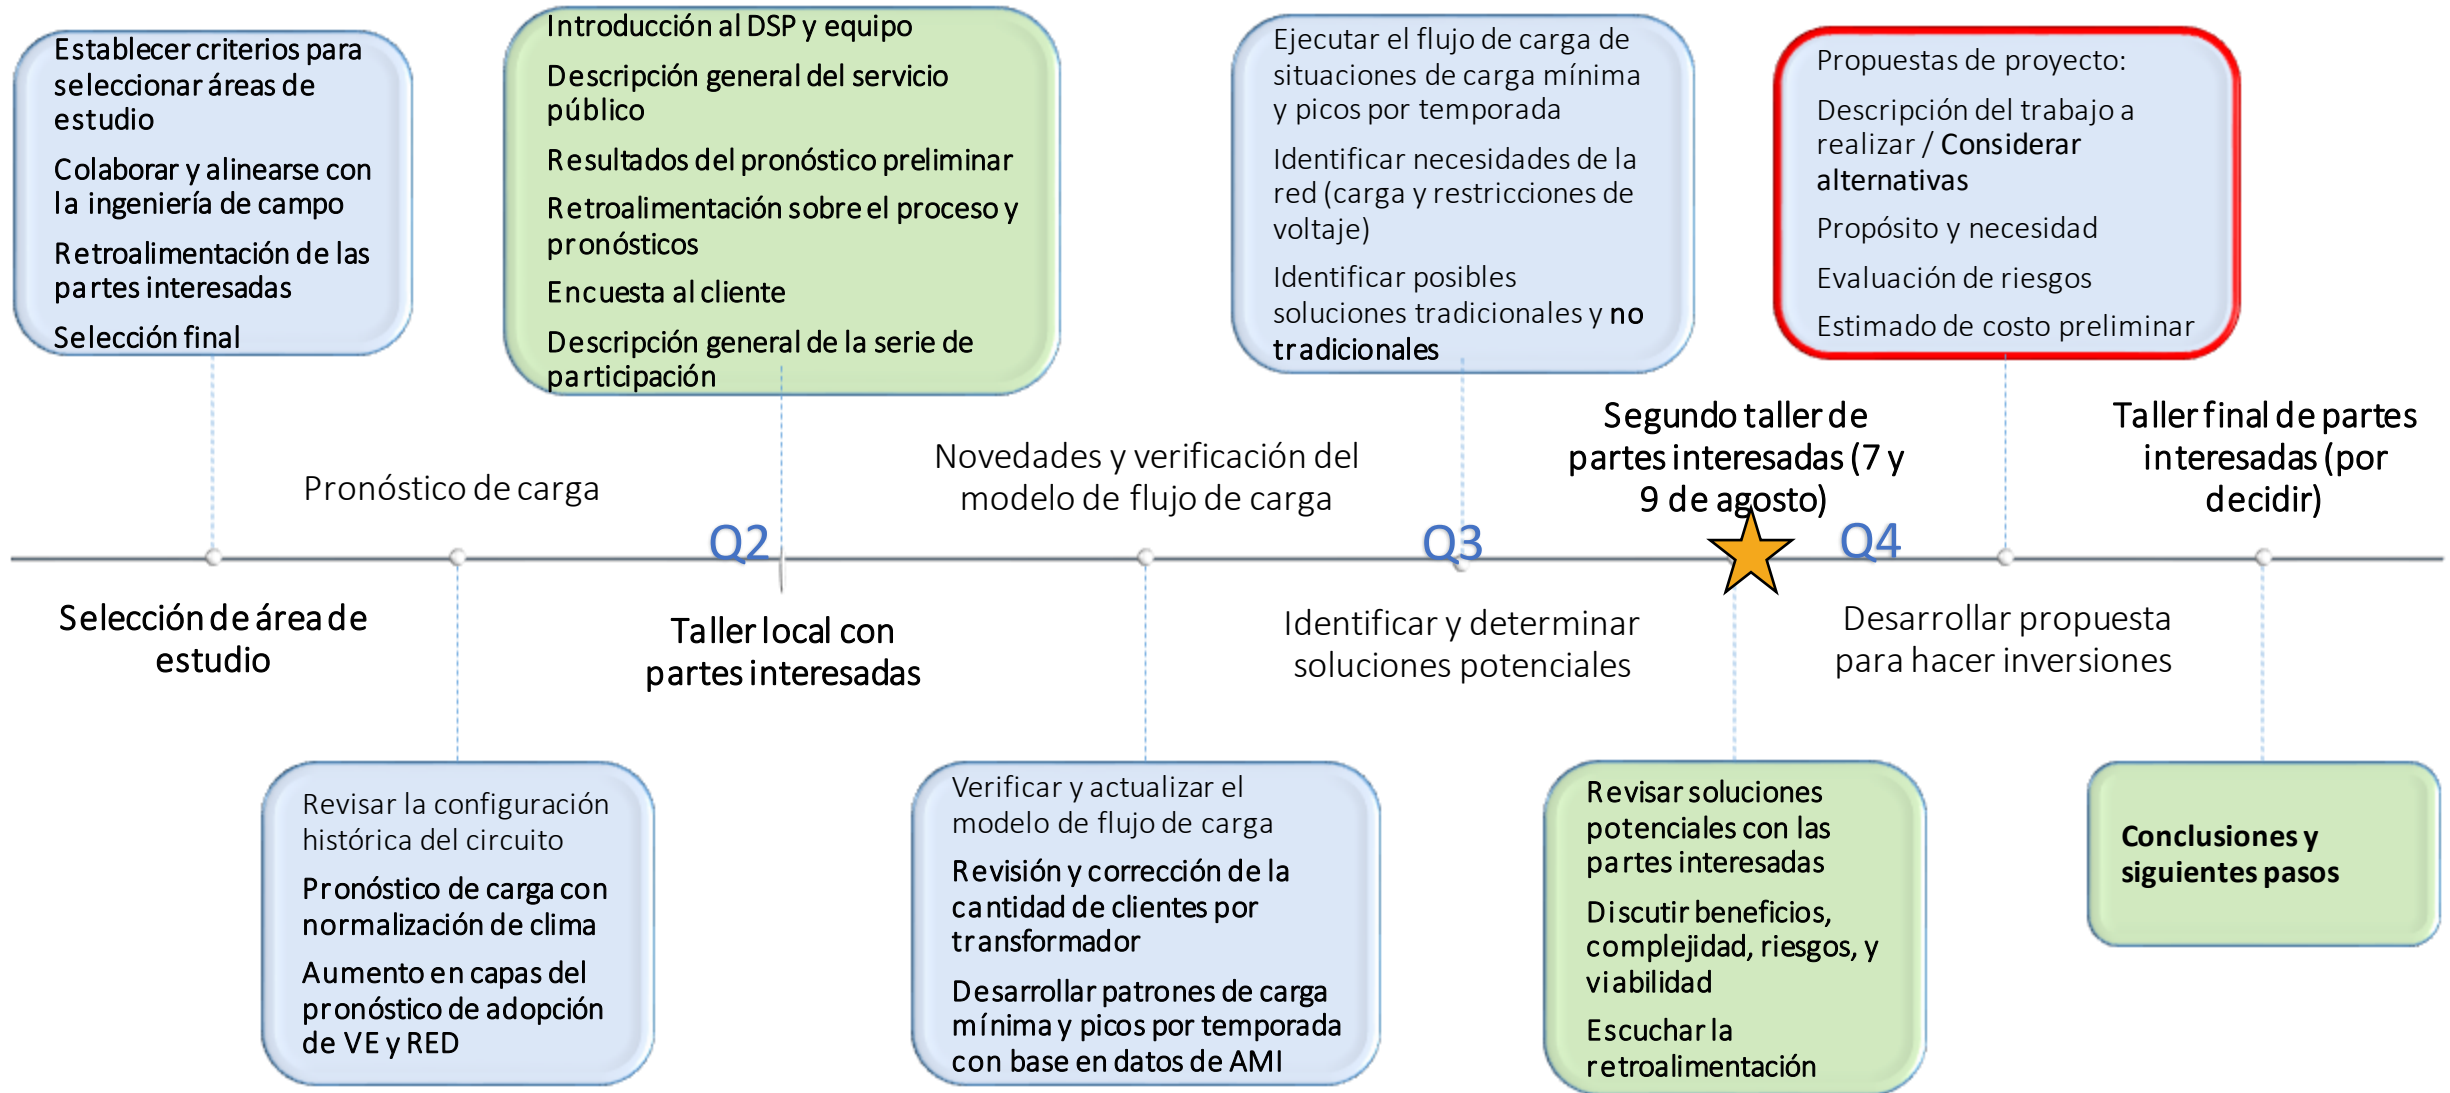 Establecer criterios para
seleccionar áreas de
estudio
Colaborar y alinearse con
la ingeniería de campo
Retroalimentación de las
partes interesadas
Selección final
Introducción al DSP y equipo
Descripción general del servicio
público
Resultados del pronóstico preliminar
Retroalimentación sobre el proceso y
pronósticos
Encuesta al cliente
Descripción general de la serie de
participación
Ejecutar el flujo de carga de
situaciones de carga mínima
y picos por temporada
Identificar necesidades de la
red (carga y restricciones de
voltaje)
Identificar posibles
soluciones tradicionales y no
tradicionales
Propuestas de proyecto:
Descripción del trabajo a
realizar / Considerar
alternativas
Propósito y necesidad
Evaluación de riesgos
Estimado de costo preliminar
Pronóstico de carga
Novedades y verificación del
modelo de flujo de carga
Segundo taller de
partes interesadas (7 y
9 de agosto)
Taller final de partes
interesadas (por
decidir)
Q2
Q3
Q4
Selección de área de
estudio
Taller local con
partes interesadas
Identificar y determinar
soluciones potenciales
Desarrollar propuesta
para hacer inversiones
Revisar la configuración
histórica del circuito
Pronóstico de carga con
normalización de clima
Aumento en capas del
pronóstico de adopción
de VE y RED
Verificar y actualizar el
modelo de flujo de carga
Revisión y corrección de la
cantidad de clientes por
transformador
Desarrollar patrones de carga
mínima y picos por temporada
con base en datos de AMI
Revisar soluciones
potenciales con las
partes interesadas
Discutir beneficios,
complejidad, riesgos, y
viabilidad
Escuchar la
retroalimentación
Conclusiones y
siguientes pasos